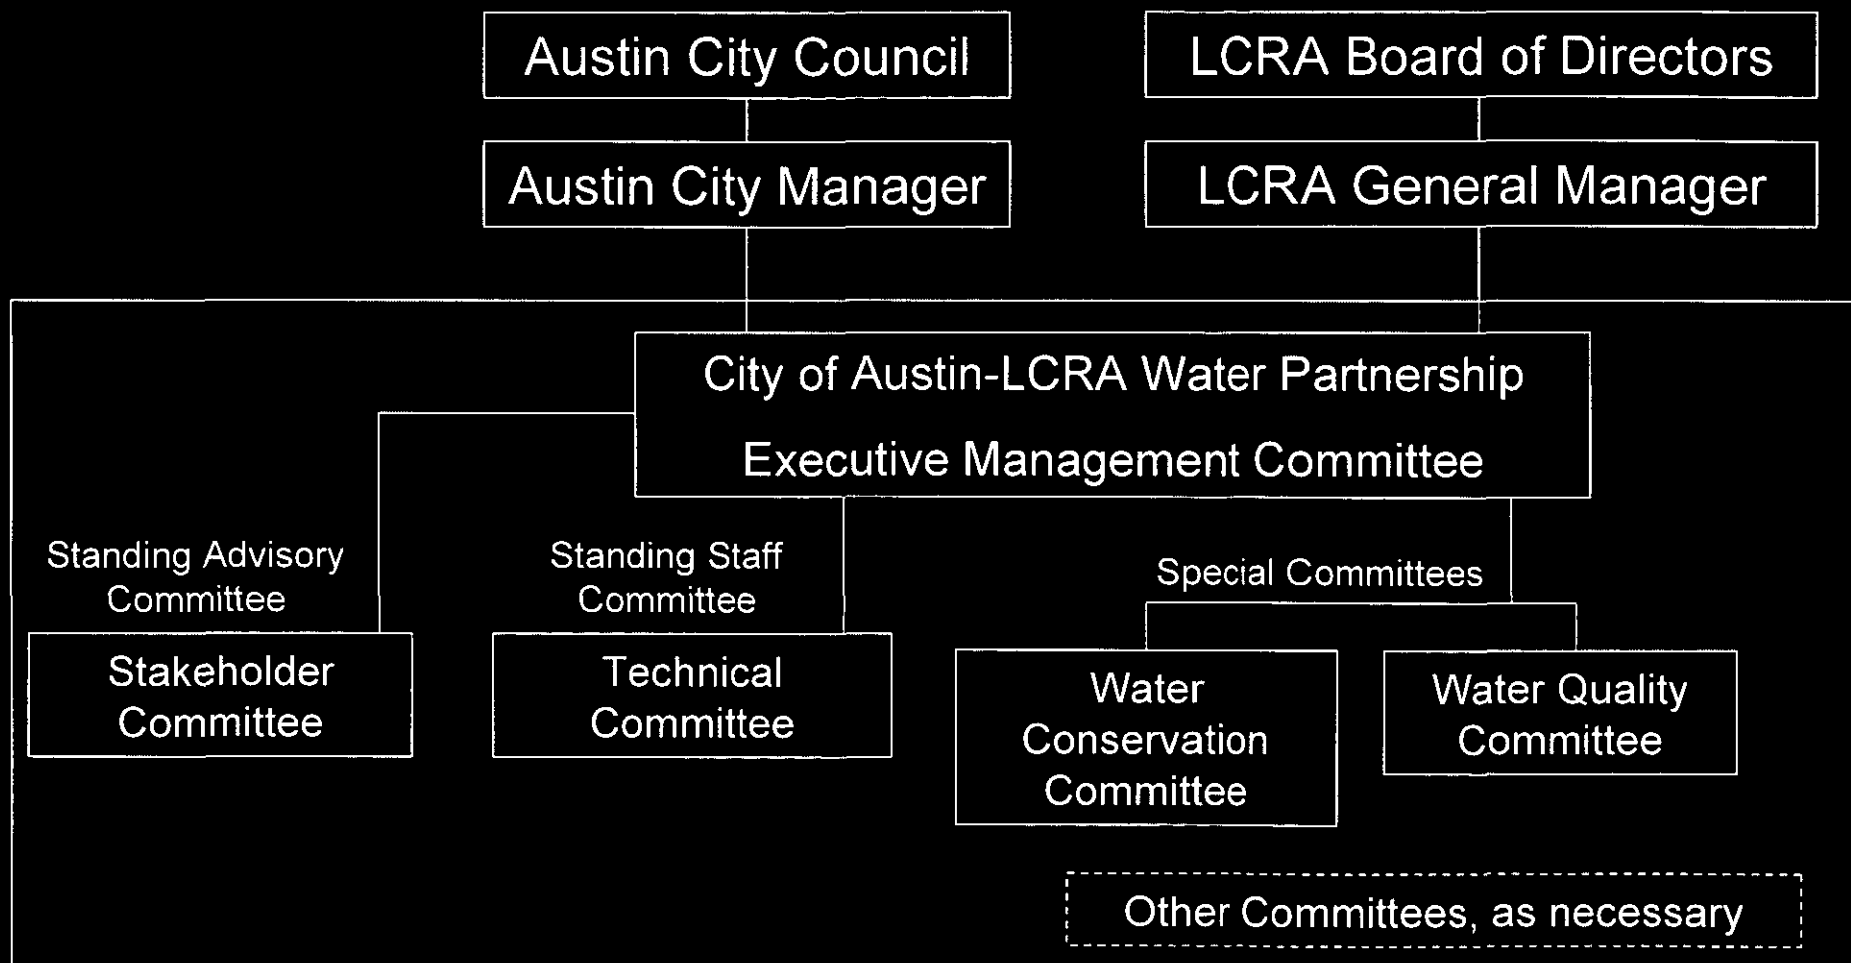 Austin City Council
LCRA Board of Directors
Austin City Manager
LCRA General Manager
City of Austin-LCRA Water Partnership
Executive Management Committee
Standing Advisory
Committee
Standing Staff
Committee
Special Committees
Stakeholder
Committee
Technical
Committee
Water
Conservation
Committee
Water Quality
Committee
Other Committees, as necessary